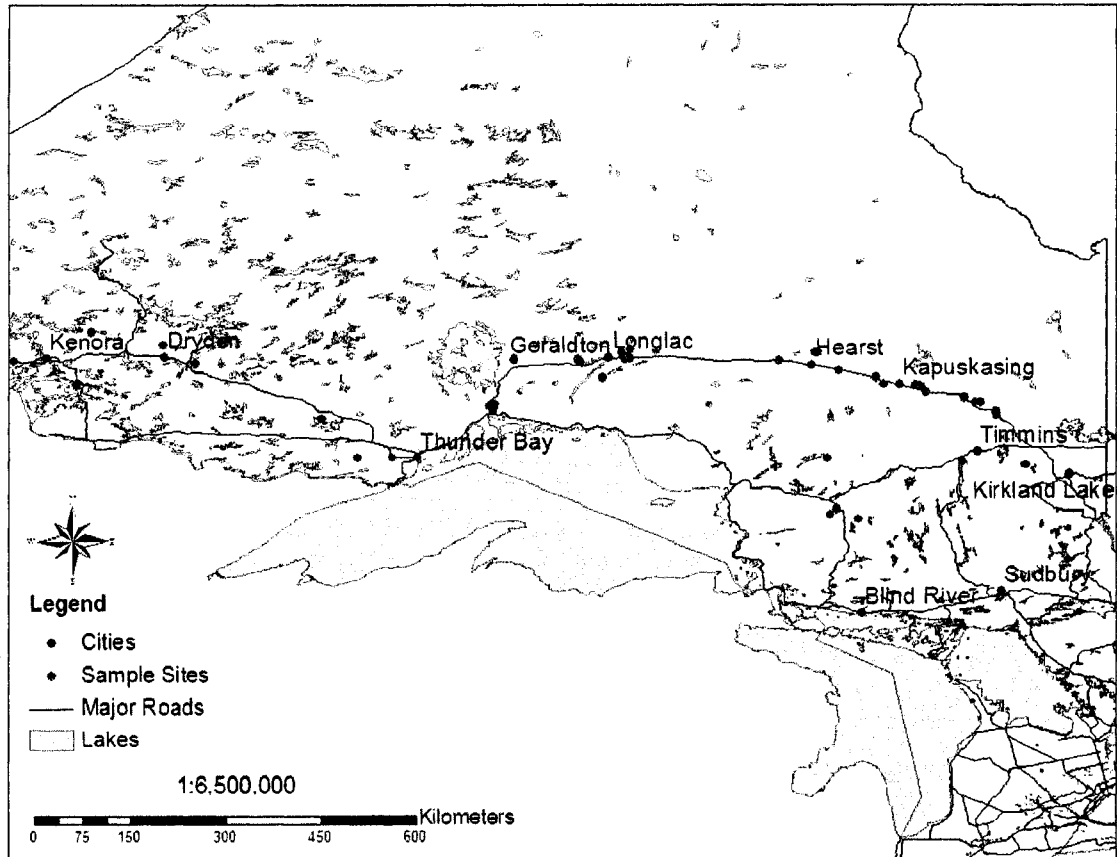 Kenora
Dryden
Geraldton
Longlac
Hearst
Kapuskasing
Thunder Bay
Timmins
Kirkland Lake
Sudbury
Blind River
N
W
E
S
Legend
Cities
Sample Sites
Major Roads
Lakes
1:6,500,000
Kilometers
0 75 150 300 450 600